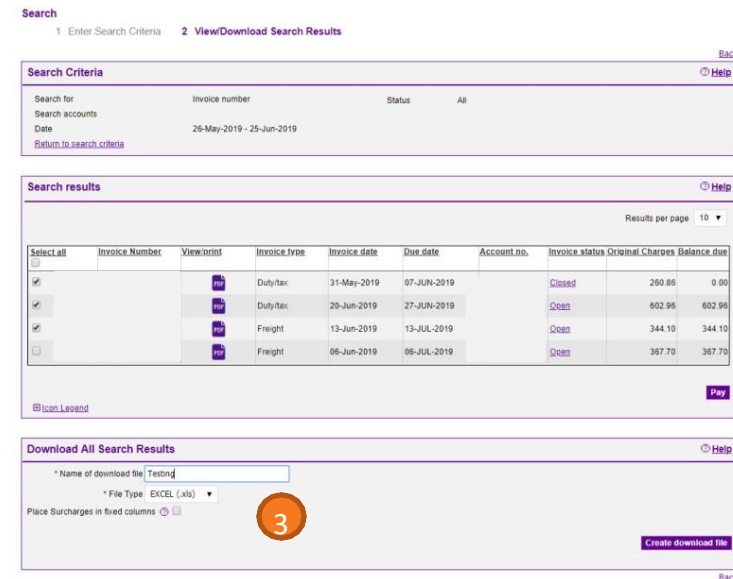 Search
1 Enter Search Criteria 2 View/Download Search Results
Bac
Search Criteria Help
Search for Invoice number Status All
Search accounts
Date 26-May-2019 - 25-Jun-2019
Return to search criteria
Search results Help
Results per page 10
Select all Invoice Number View/print Invoice type Invoice date Due date Account no. Invoice status Original Charges Balance due
PDF Duty/tax 31-May-2019 07-JUN-2019 Closed 260.86 0.00
PDF Duty/tax 20-Jun-2019 27-JUN-2019 Open 602.96 602.96
PDF Freight 13-Jun-2019 13-JUL-2019 Open 344.10 344.10
PDF Freight 06-Jun-2019 06-JUL-2019 Open 367.70 367.70
Pay
Icon Legend
Download All Search Results Help
* Name of download file Testing
* File Type EXCEL (.xls)
Place Surcharges in fixed columns
3
Create download file
Bac